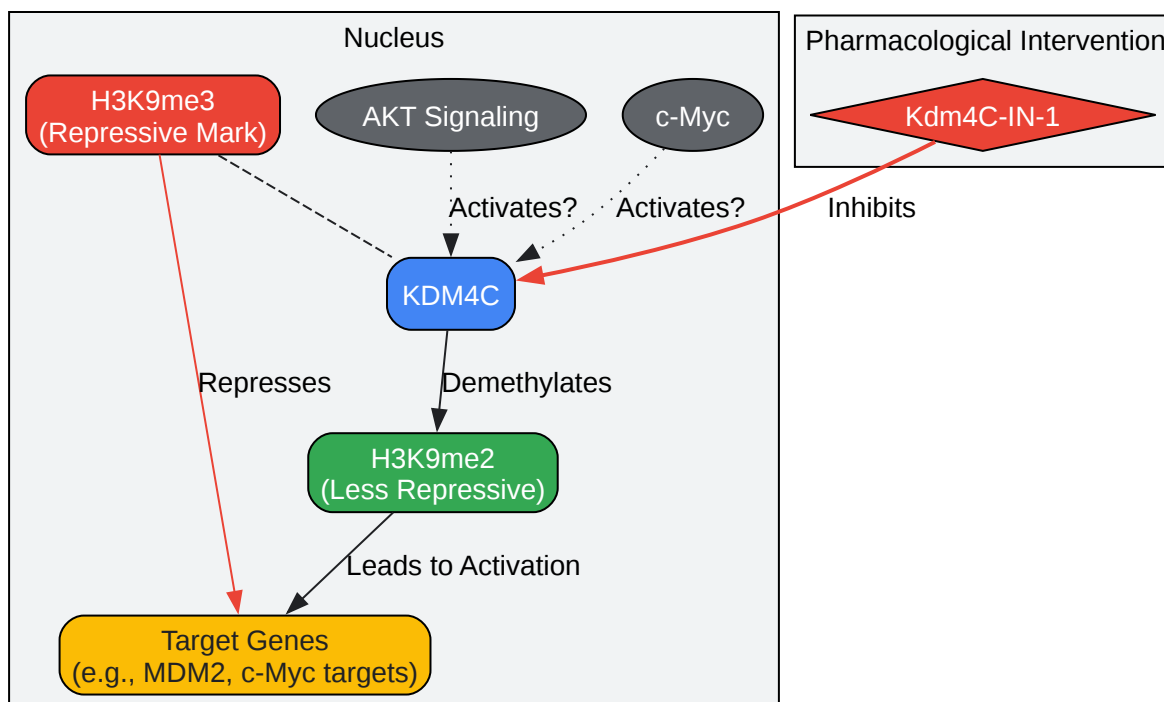 Nucleus
Pharmacological Intervention
H3K9me3
(Repressive Mark)
AKT Signaling
c-Myc
Kdm4C-IN-1
Activates?
Activates?
Inhibits
KDM4C
Represses
Demethylates
H3K9me2
(Less Repressive)
Leads to Activation
Target Genes
(e.g., MDM2, c-Myc targets)